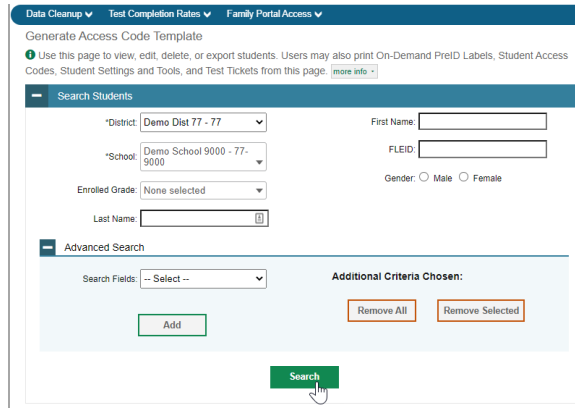 Data Cleanup Test Completion Rates Family Portal Access
Generate Access Code Template
Use this page to view, edit, delete, or export students. Users may also print On-Demand PreID Labels, Student Access
Codes, Student Settings and Tools, and Test Tickets from this page. more info
Search Students
*District: Demo Dist 77 - 77
First Name:
*School: Demo School 9000 - 77-
9000
FLEID:
Gender: Male Female
Enrolled Grade: None selected
Last Name:
Advanced Search
Search Fields: -- Select --
Additional Criteria Chosen:
Add
Remove All Remove Selected
Search